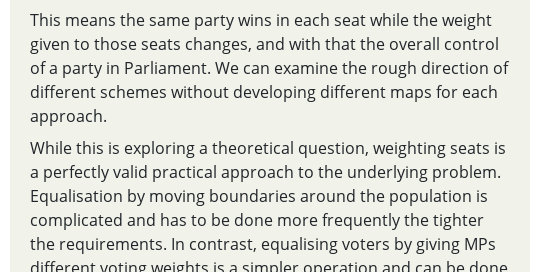 This means the same party wins in each seat while the weight
given to those seats changes, and with that the overall control
of a party in Parliament. We can examine the rough direction of
different schemes without developing different maps for each
approach.
While this is exploring a theoretical question, weighting seats is
a perfectly valid practical approach to the underlying problem.
Equalisation by moving boundaries around the population is
complicated and has to be done more frequently the tighter
the requirements. In contrast, equalising voters by giving MPs
different voting weights is a simpler operation and can be done